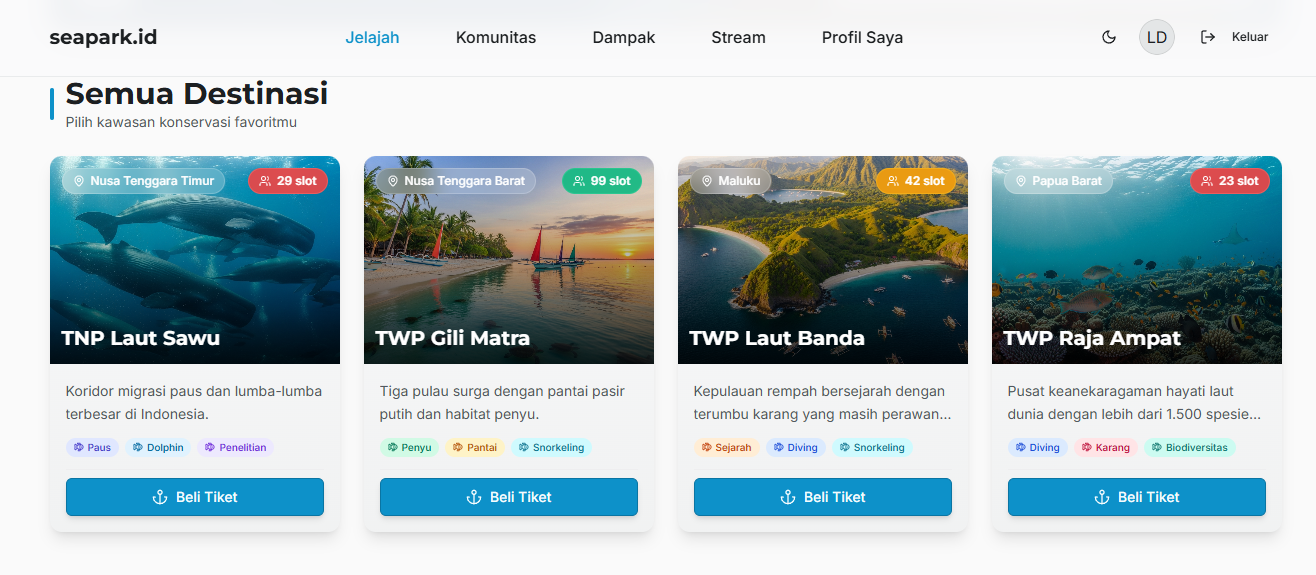 seapark.id
Jelajah
Komunitas
Dampak
Stream
Profil Saya
LD
Keluar
Semua Destinasi
Pilih kawasan konservasi favoritmu
Nusa Tenggara Timur
29 slot
TNP Laut Sawu
Koridor migrasi paus dan lumba-lumba
terbesar di Indonesia.
Paus
Dolphin
Penelitian
Beli Tiket
Nusa Tenggara Barat
99 slot
TWP Gili Matra
Tiga pulau surga dengan pantai pasir
putih dan habitat penyu.
Penyu
Pantai
Snorkeling
Beli Tiket
Maluku
42 slot
TWP Laut Banda
Kepulauan rempah bersejarah dengan
terumbu karang yang masih perawan...
Sejarah
Diving
Snorkeling
Beli Tiket
Papua Barat
23 slot
TWP Raja Ampat
Pusat keanekaragaman hayati laut
dunia dengan lebih dari 1.500 spesie...
Diving
Karang
Biodiversitas
Beli Tiket